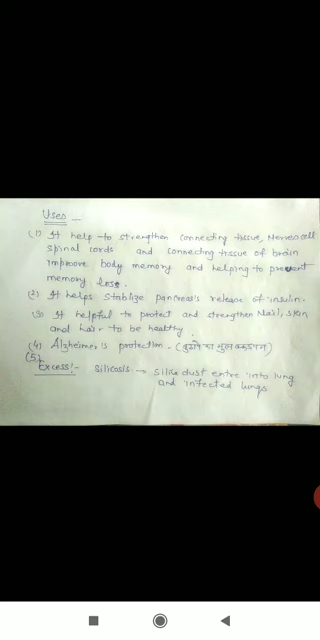 Uses -
(1) It help to strengthen connecting tissue, Nerves cell
spinal cords and connecting tissue of brain
improove body memory and helping to prevent
memory lose.
(2) It helps stablize pancreas's release of insulin.
(3) It helpful to protect and strengthen Nail, skin
and hair to be healthy.
(4) Alzheimer's protection -
(5)
Excess:- Silicosis → Silica dust entre into lung
and infected lungs